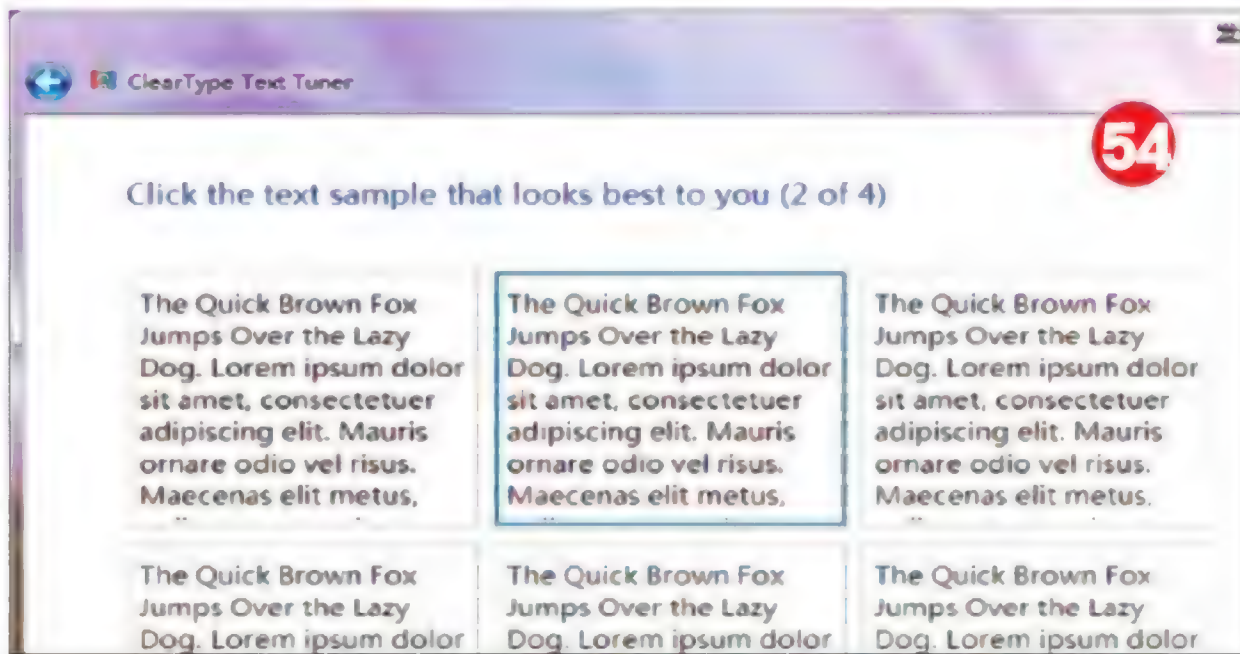 ClearType Text Tuner
54
Click the text sample that looks best to you (2 of 4)
The Quick Brown Fox
Jumps Over the Lazy
Dog. Lorem ipsum dolor
sit amet, consectetuer
adipiscing elit. Mauris
ornare odio vel risus.
Maecenas elit metus,
The Quick Brown Fox
Jumps Over the Lazy
Dog. Lorem ipsum dolor
sit amet, consectetuer
adipiscing elit. Mauris
ornare odio vel risus.
Maecenas elit metus,
The Quick Brown Fox
Jumps Over the Lazy
Dog. Lorem ipsum dolor
sit amet, consectetuer
adipiscing elit. Mauris
ornare odio vel risus.
Maecenas elit metus,
The Quick Brown Fox
Jumps Over the Lazy
Dog. Lorem ipsum dolor
The Quick Brown Fox
Jumps Over the Lazy
Dog. Lorem ipsum dolor
The Quick Brown Fox
Jumps Over the Lazy
Dog. Lorem ipsum dolor